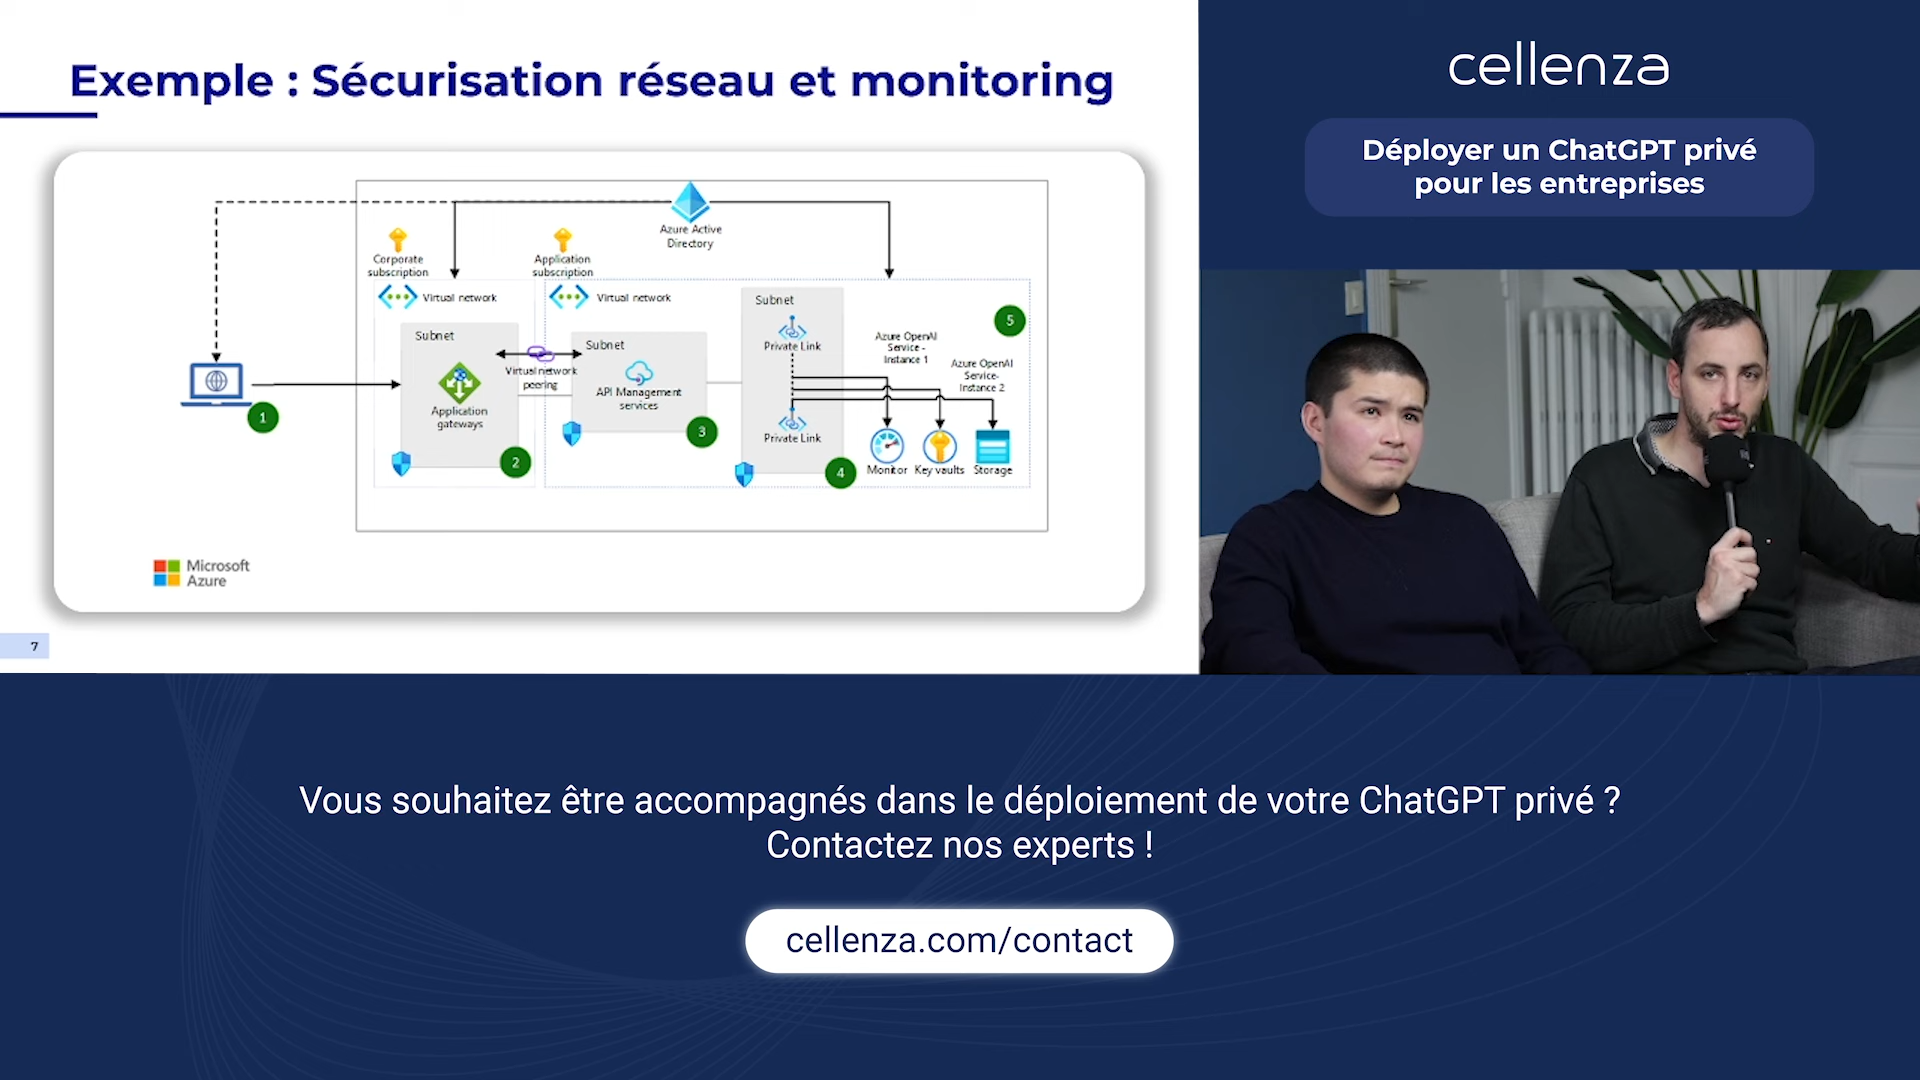 Exemple : Sécurisation réseau et monitoring
Azure Active
Directory
Corporate
subscription
Application
subscription
Virtual network
Virtual network
Subnet
Subnet
Subnet
Virtual network
peering
Application
gateways
API Management
services
Private Link
Private Link
Azure OpenAI
Service -
Instance 1
Azure OpenAI
Service-
Instance 2
Monitor
Key vaults
Storage
1
2
3
4
5
Microsoft
Azure
7
cellenza
Déployer un ChatGPT privé
pour les entreprises
Vous souhaitez être accompagnés dans le déploiement de votre ChatGPT privé ?
Contactez nos experts !
cellenza.com/contact